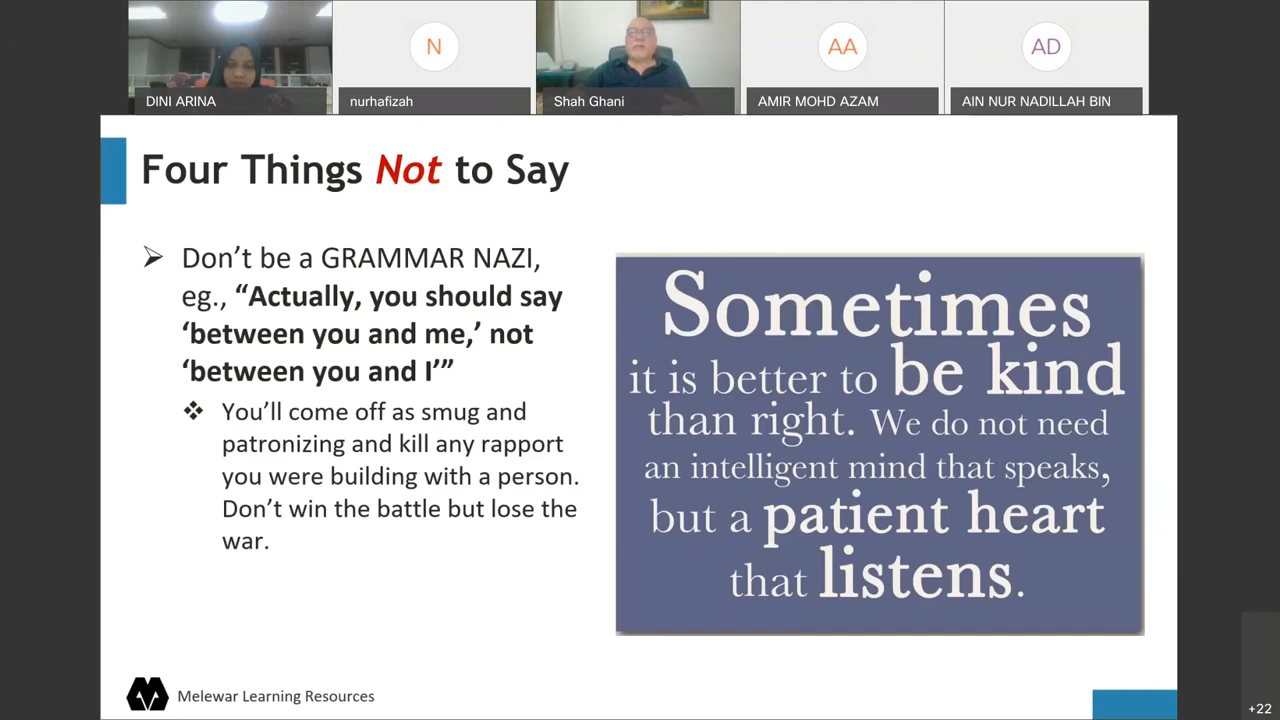 DINI ARINA
N
nurhafizah
Shah Ghani
AA
AMIR MOHD AZAM
AD
AIN NUR NADILLAH BIN
Four Things Not to Say
Don’t be a GRAMMAR NAZI,
eg., “Actually, you should say
‘between you and me,’ not
‘between you and I’”
You’ll come off as smug and
patronizing and kill any rapport
you were building with a person.
Don’t win the battle but lose the
war.
Sometimes
it is better to be kind
than right. We do not need
an intelligent mind that speaks,
but a patient heart
that listens.
Melewar Learning Resources
+22